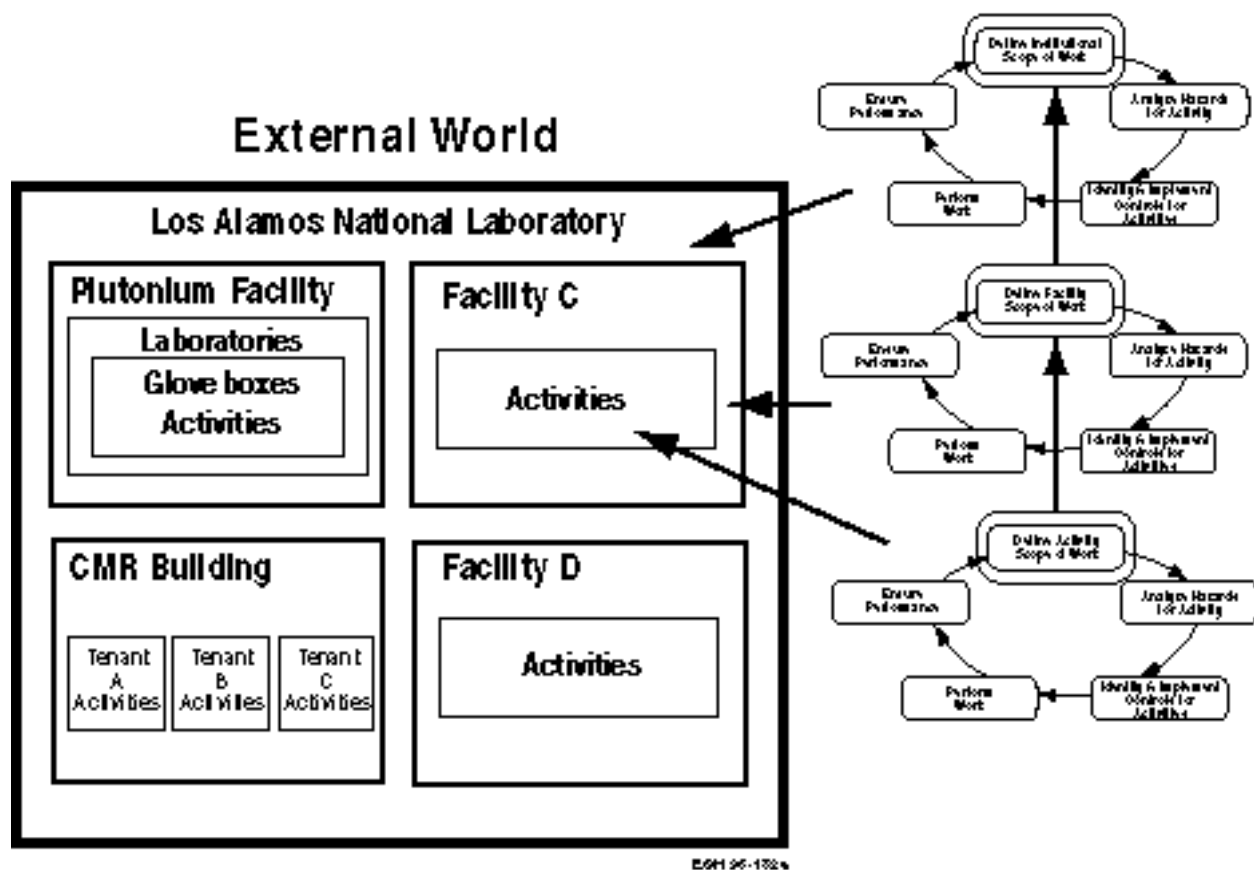 External World
Los Alamos National Laboratory
Plutonium Facility
Laboratories
Glove boxes
Activities
Facility C
Activities
CMR Building
Tenant
A
Activities
Tenant
B
Activities
Tenant
C
Activities
Facility D
Activities
Define Institutional
Scope of Work
Analyze Hazards
for Activity
Identify & Implement
Controls for
Activities
Perform
Work
Ensure
Performance
Define Facility
Scope of Work
Analyze Hazards
for Activity
Identify & Implement
Controls for
Activities
Perform
Work
Ensure
Performance
Define Activity
Scope of Work
Analyze Hazards
for Activity
Identify & Implement
Controls for
Activities
Perform
Work
Ensure
Performance